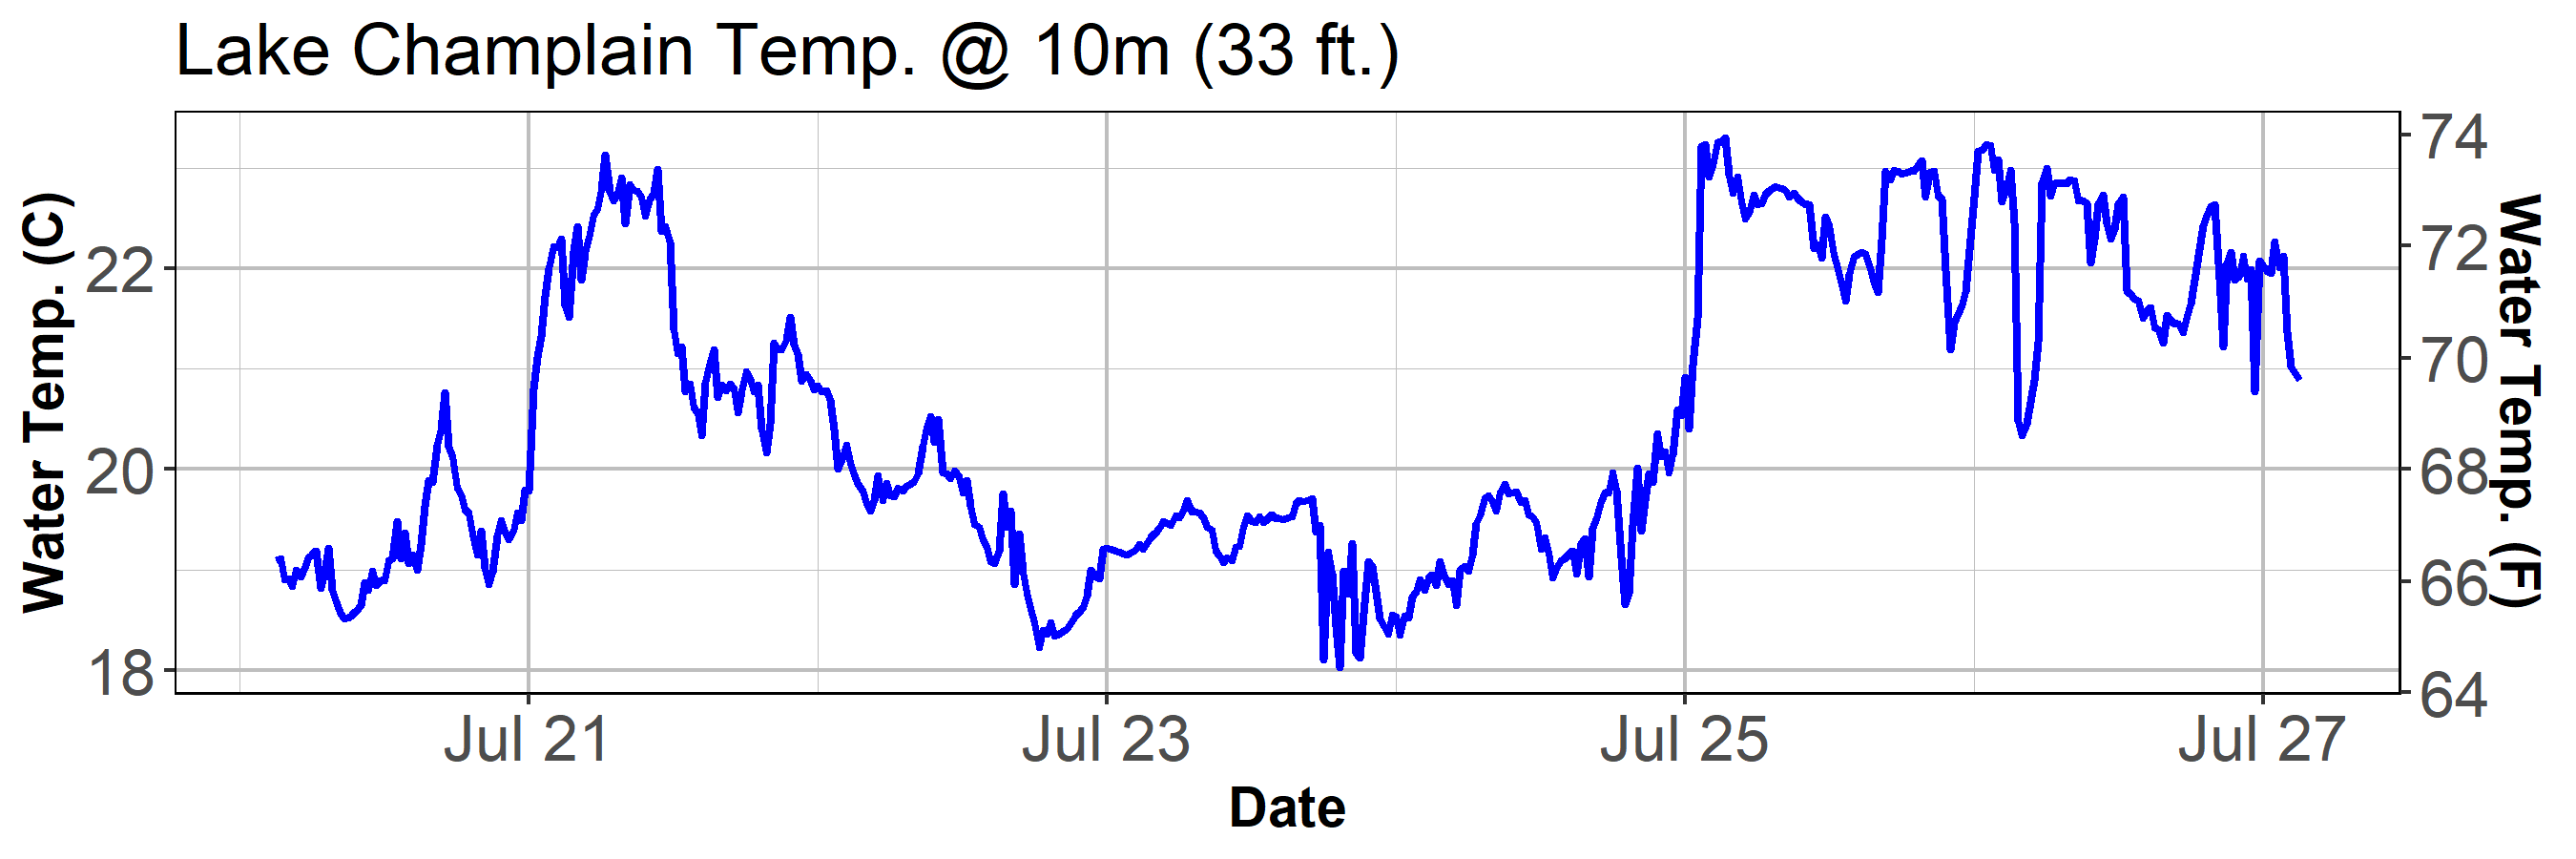 Lake Champlain Temp. @ 10m (33 ft.)
Water Temp. (C)
22
20
18
74
72
70
68
66
64
Water Temp. (F)
Jul 21
Jul 23
Jul 25
Jul 27
Date